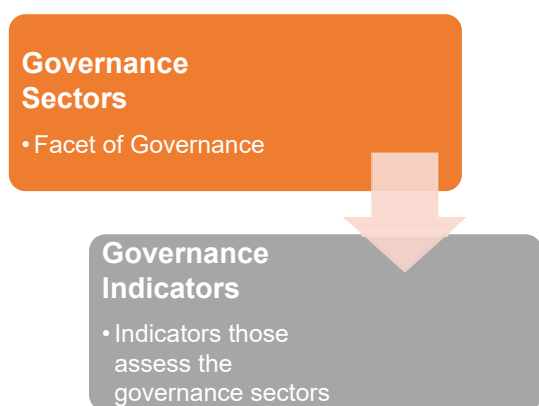 Governance
Sectors
• Facet of Governance
Governance
Indicators
• Indicators those
assess the
governance sectors